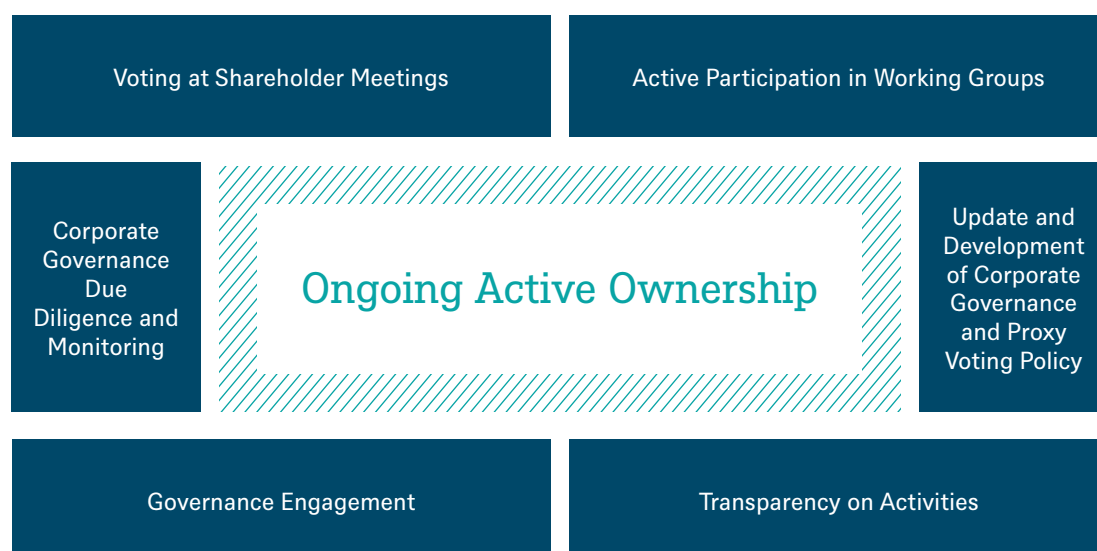 Voting at Shareholder Meetings
Active Participation in Working Groups
Corporate
Governance
Due
Diligence and
Monitoring
Ongoing Active Ownership
Update and
Development
of Corporate
Governance
and Proxy
Voting Policy
Governance Engagement
Transparency on Activities